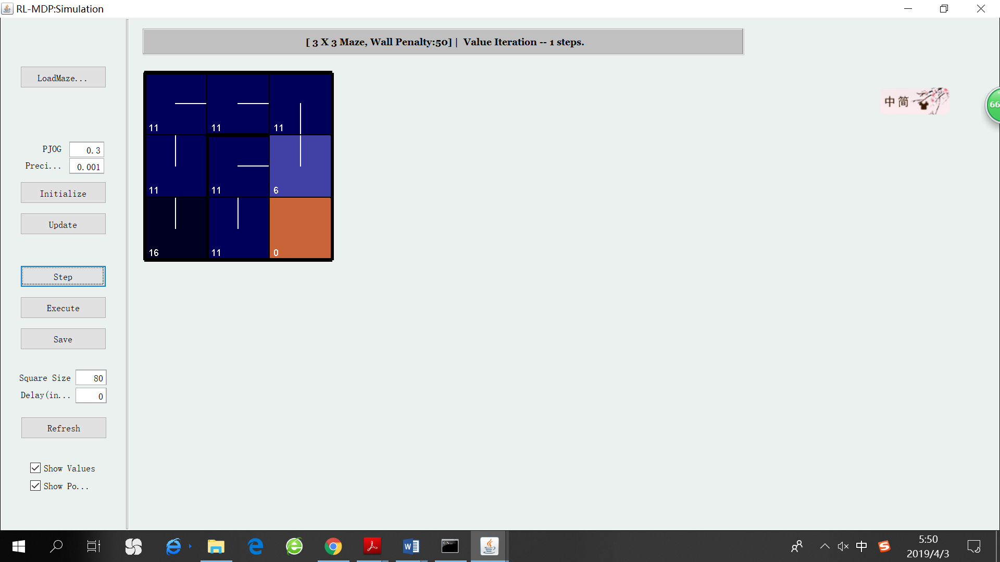 RL-MDP:Simulation
[ 3 X 3 Maze, Wall Penalty:50] | Value Iteration -- 1 steps.
LoadMaze...
PJOG 0.3
Preci... 0.001
Initialize
Update
Step
Execute
Save
Square Size 80
Delay(in... 0
Refresh
Show Values
Show Po...
11 11 11
11 11 6
16 11 0
中 简
66
中
5:50
2019/4/3